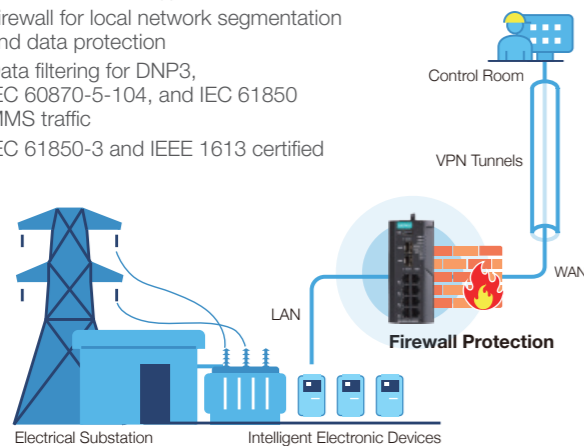 irewall for local network segmentation
nd data protection
ata filtering for DNP3,
EC 60870-5-104, and IEC 61850
MMS traffic
EC 61850-3 and IEEE 1613 certified
Control Room
VPN Tunnels
WAN
LAN
Firewall Protection
Electrical Substation
Intelligent Electronic Devices